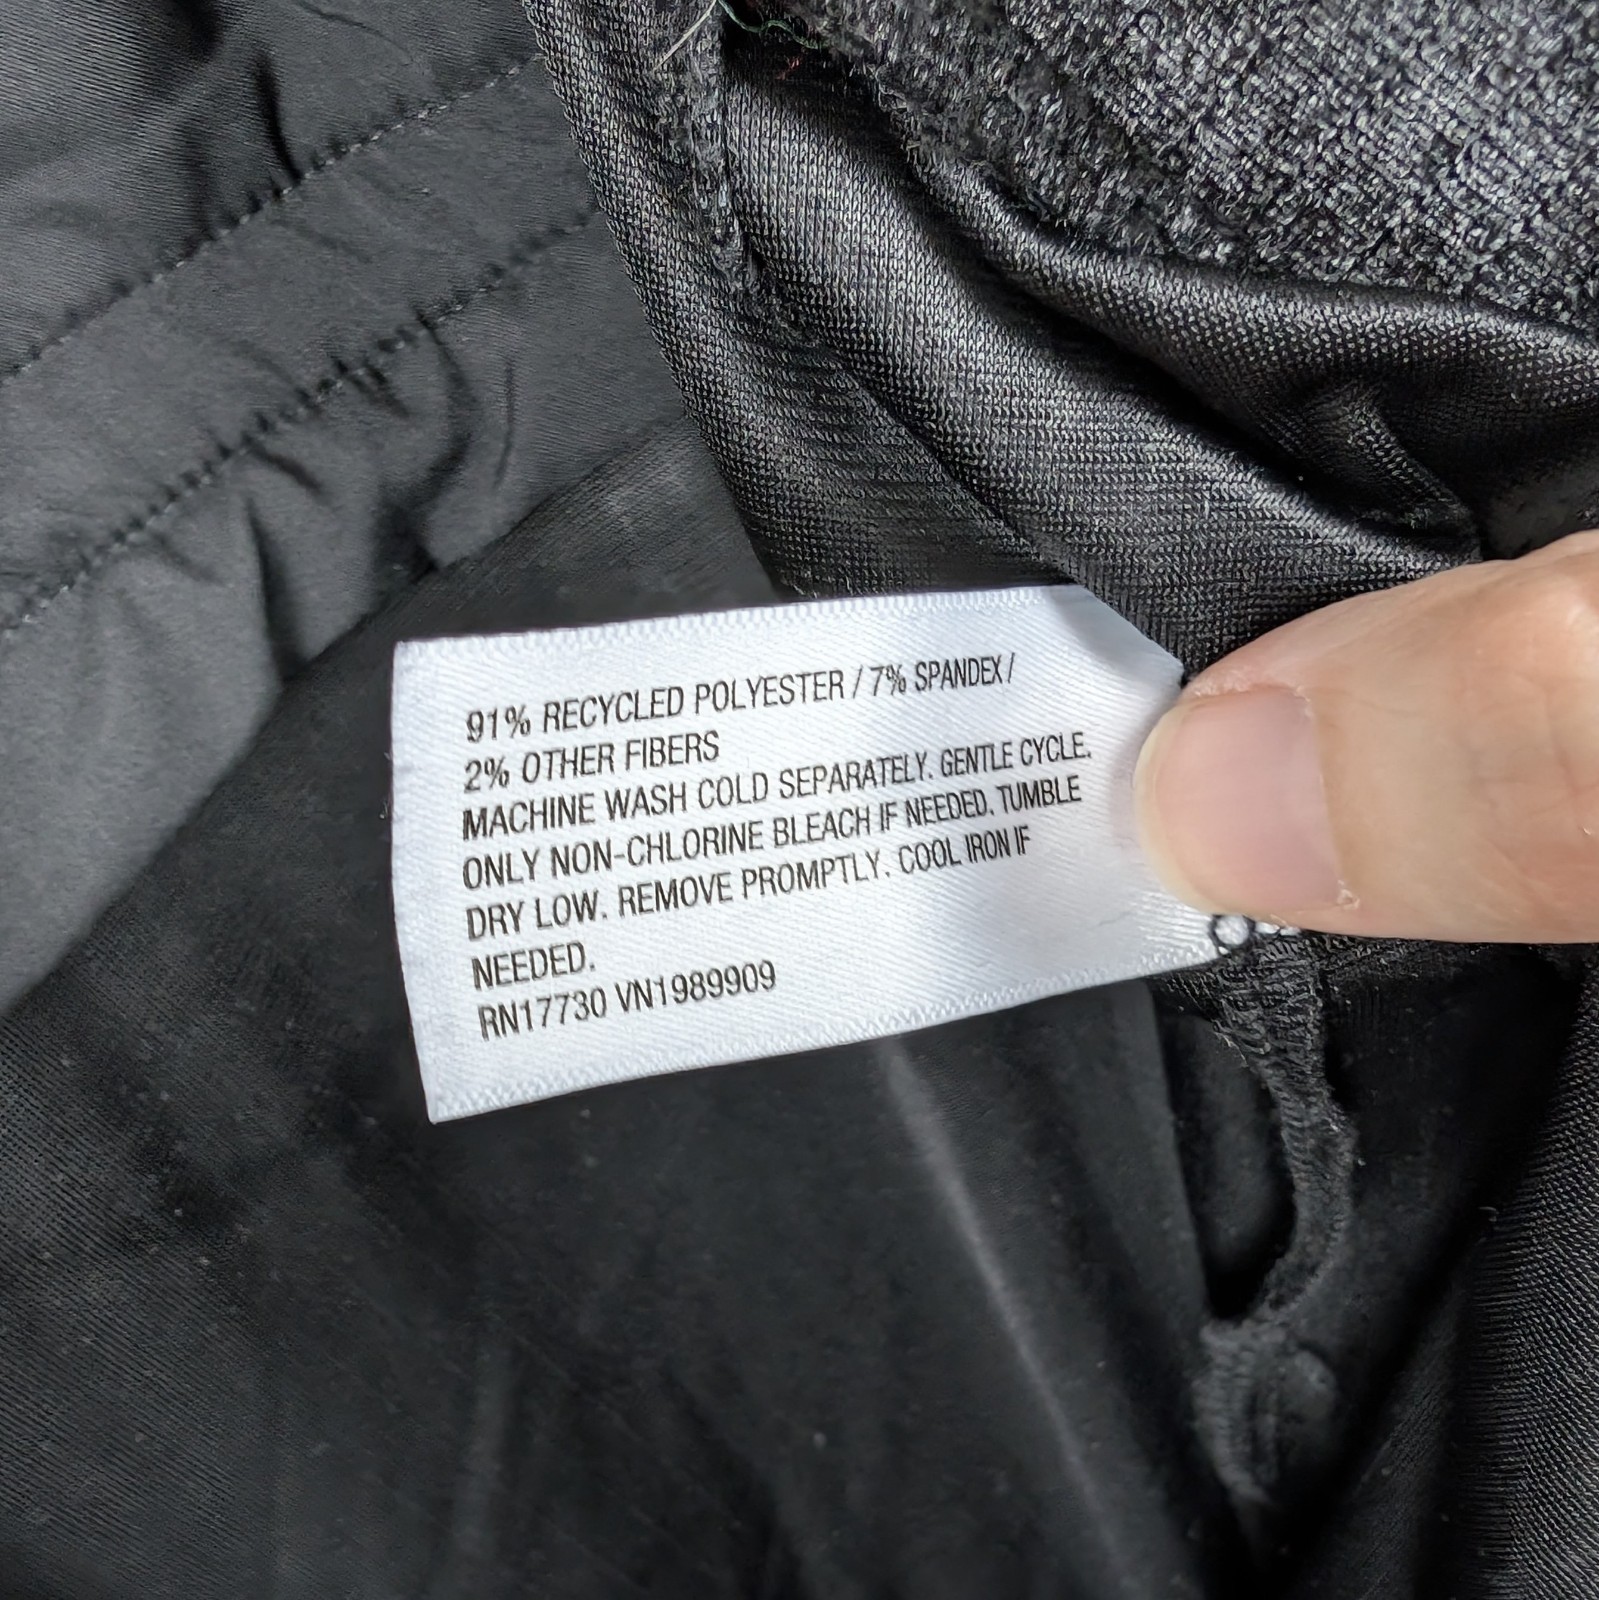 91% RECYCLED POLYESTER / 7% SPANDEX /
2% OTHER FIBERS
MACHINE WASH COLD SEPARATELY. GENTLE CYCLE.
ONLY NON-CHLORINE BLEACH IF NEEDED. TUMBLE
DRY LOW. REMOVE PROMPTLY. COOL IRON IF
NEEDED.
RN17730 VN1989909